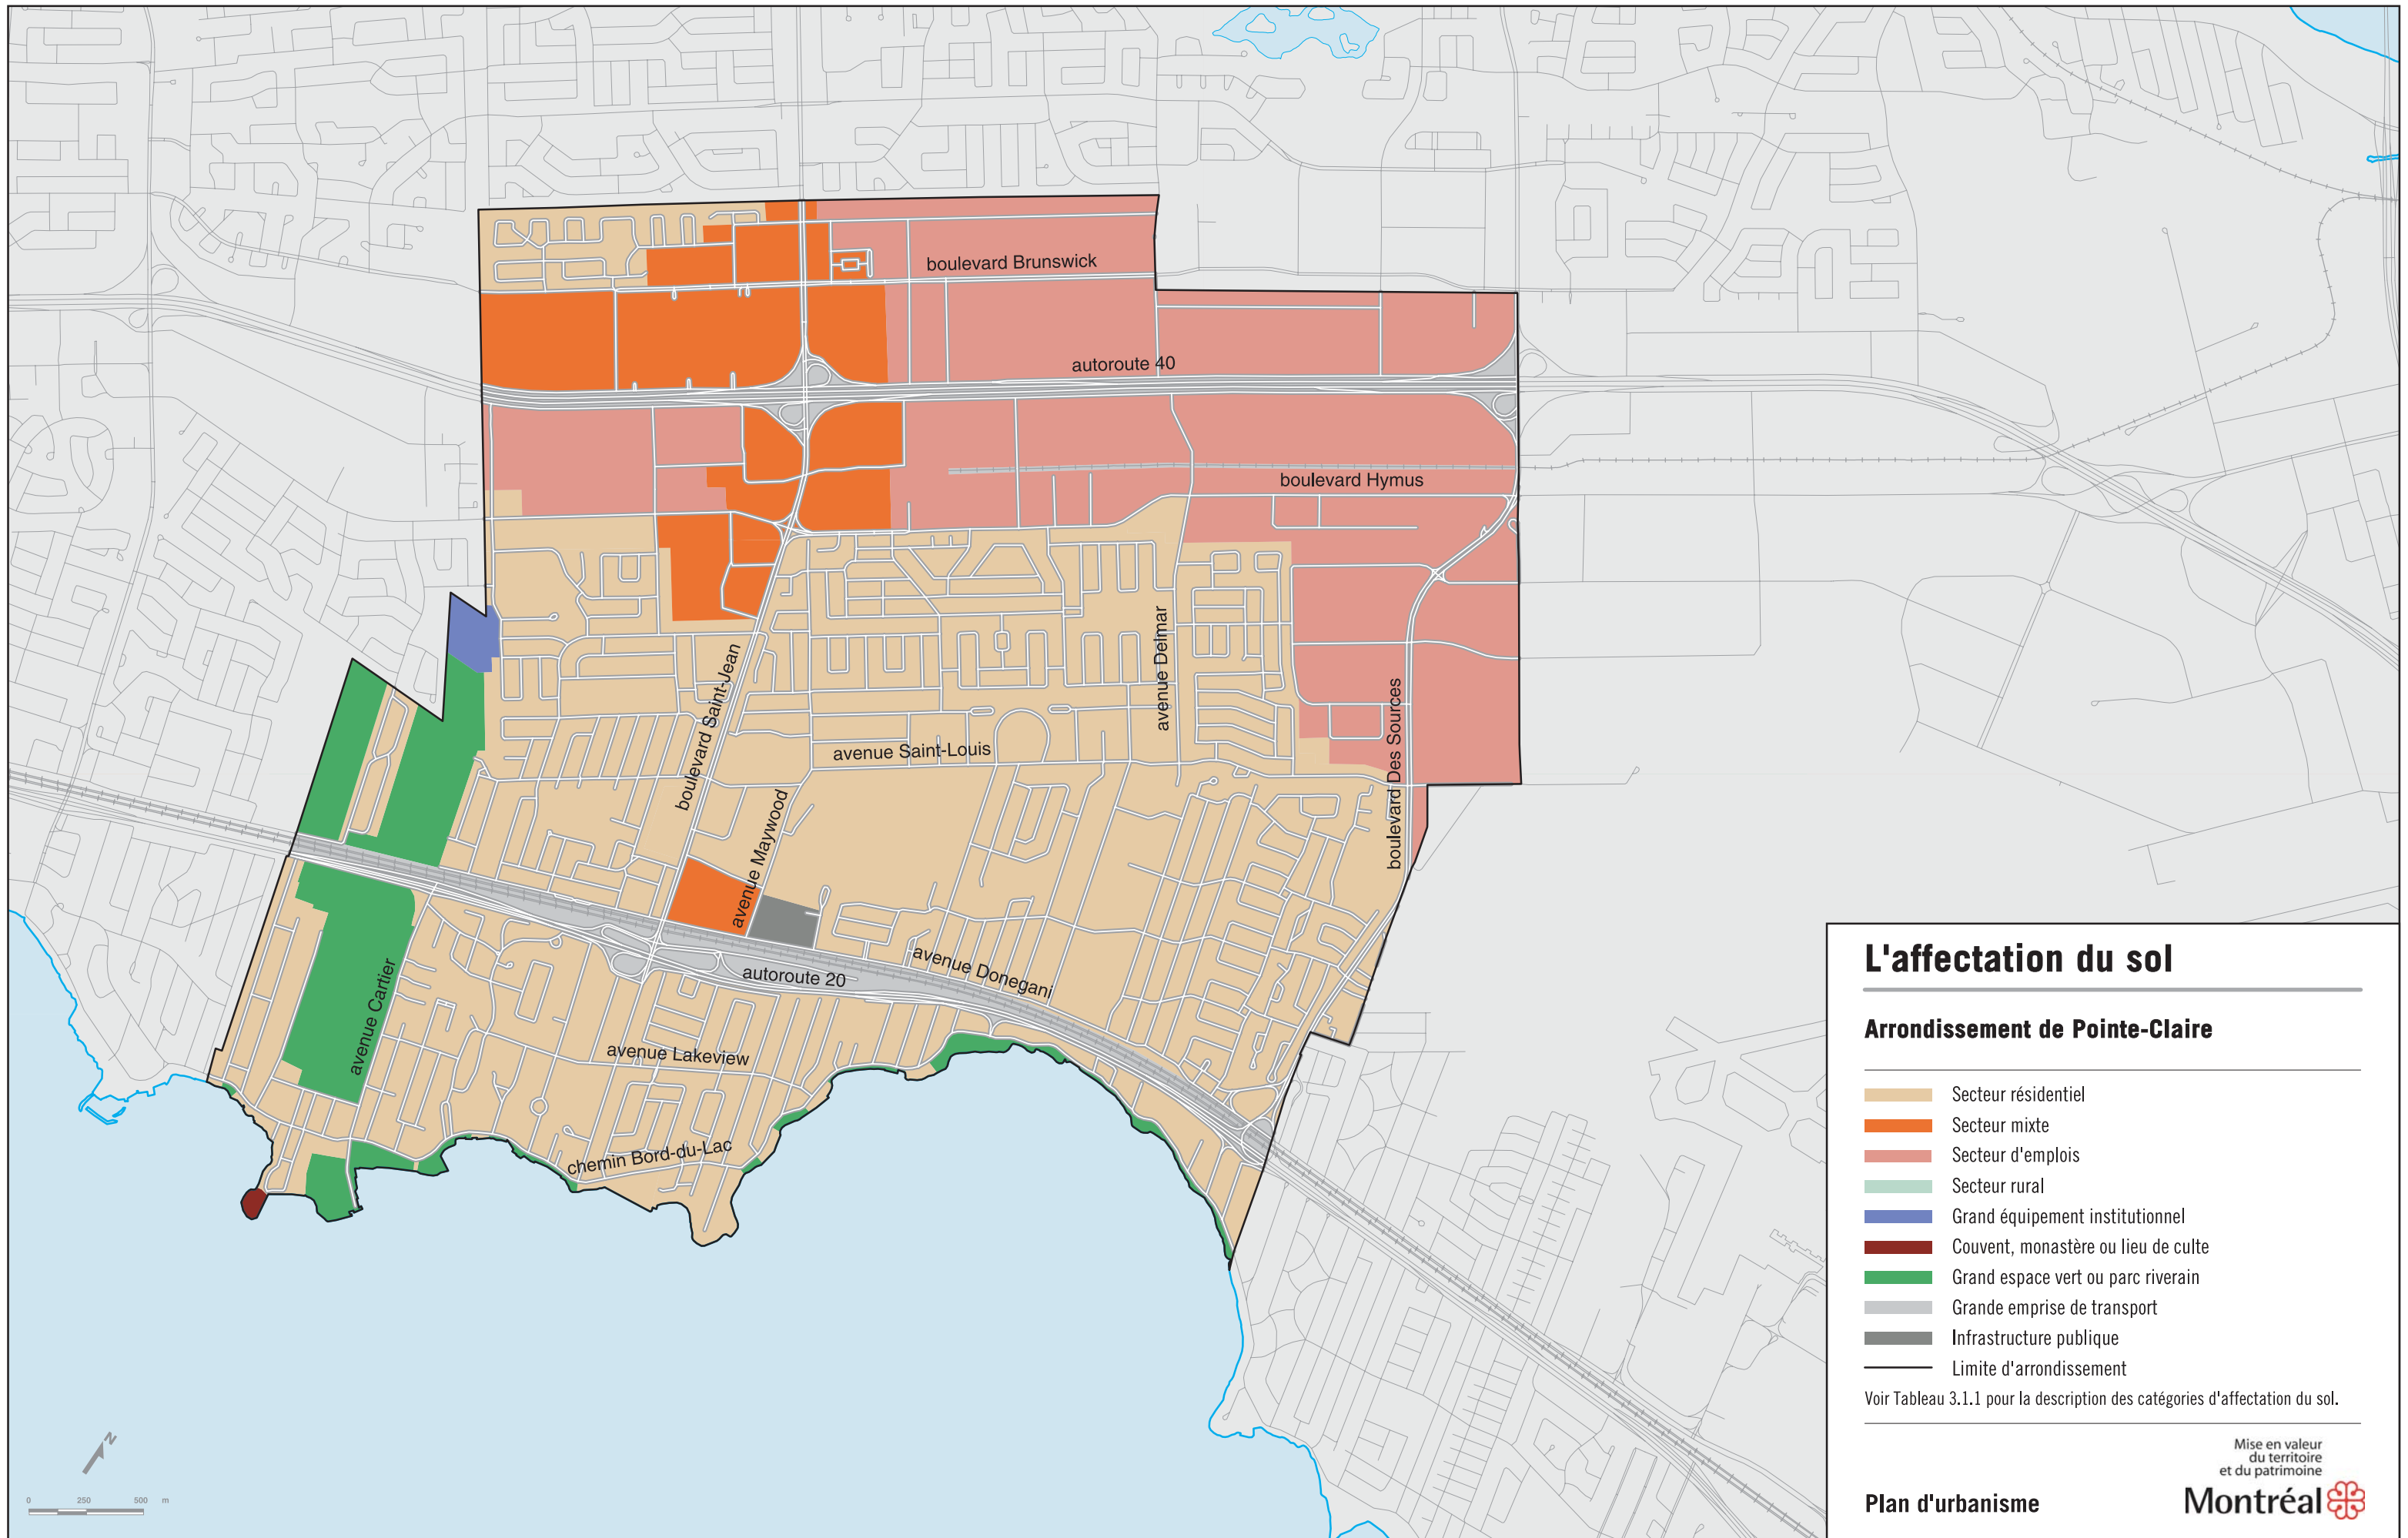 boulevard Brunswick
autoroute 40
boulevard Hymus
avenue Delmar
boulevard Saint-Jean
boulevard Des Sources
avenue Saint-Louis
avenue Maywood
avenue Donegani
autoroute 20
avenue Cartier
avenue Lakeview
chemin Bord-du-Lac
N
0 250 500 m
L'affectation du sol
Arrondissement de Pointe-Claire
Secteur résidentiel
Secteur mixte
Secteur d'emplois
Secteur rural
Grand équipement institutionnel
Couvent, monastère ou lieu de culte
Grand espace vert ou parc riverain
Grande emprise de transport
Infrastructure publique
Limite d'arrondissement
Voir Tableau 3.1.1 pour la description des catégories d'affectation du sol.
Mise en valeur
du territoire
et du patrimoine
Plan d'urbanisme
Montréal